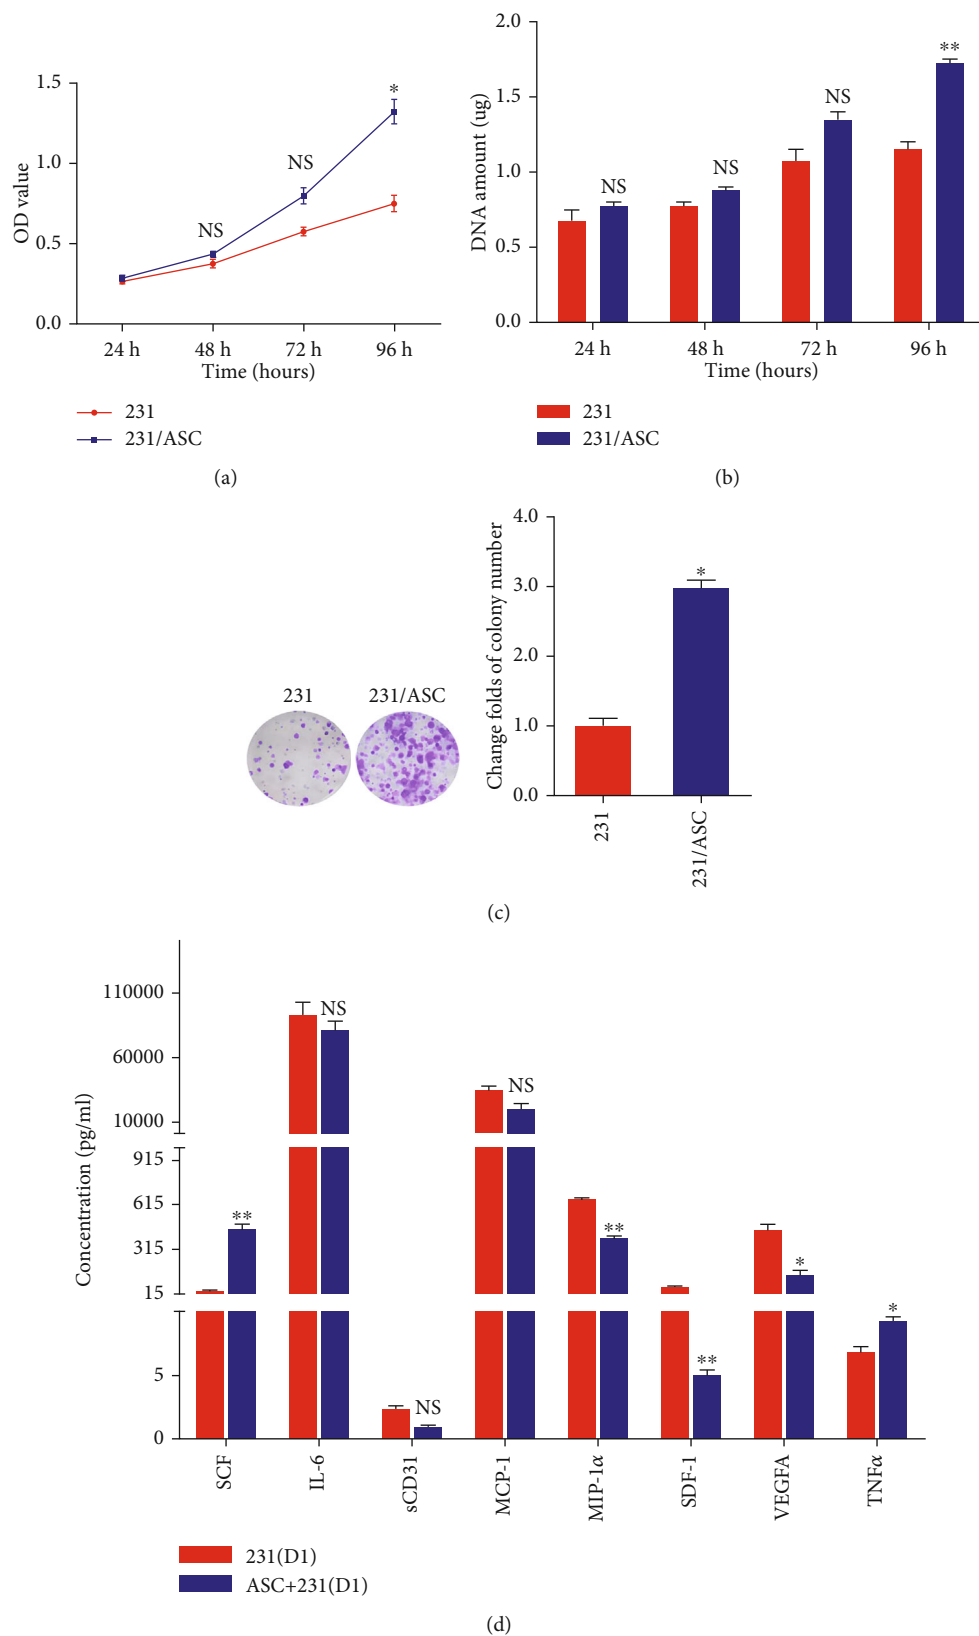 OD value
1.5
1.0
0.5
0.0
NS
NS
*
24 h 48 h 72 h 96 h
Time (hours)
231
231/ASC
(a)
DNA amount (ug)
2.0
1.5
1.0
0.5
0.0
NS
NS
NS
**
24 h 48 h 72 h 96 h
Time (hours)
231
231/ASC
(b)
231 231/ASC
Change folds of colony number
4.0
3.0
2.0
1.0
0.0
*
231
231/ASC
(c)
Concentration (pg/ml)
110000
60000
10000
915
615
315
15
5
0
**
NS
NS
NS
**
**
*
*
SCF
IL-6
sCD31
MCP-1
MIP-1α
SDF-1
VEGFA
TNFα
231(D1)
ASC+231(D1)
(d)